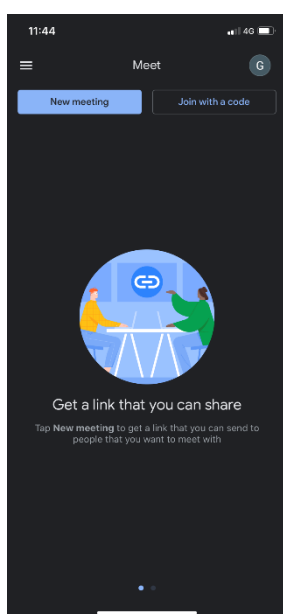 11:44
4G
Meet
G
New meeting
Join with a code
Get a link that you can share
Tap New meeting to get a link that you can send to
people that you want to meet with